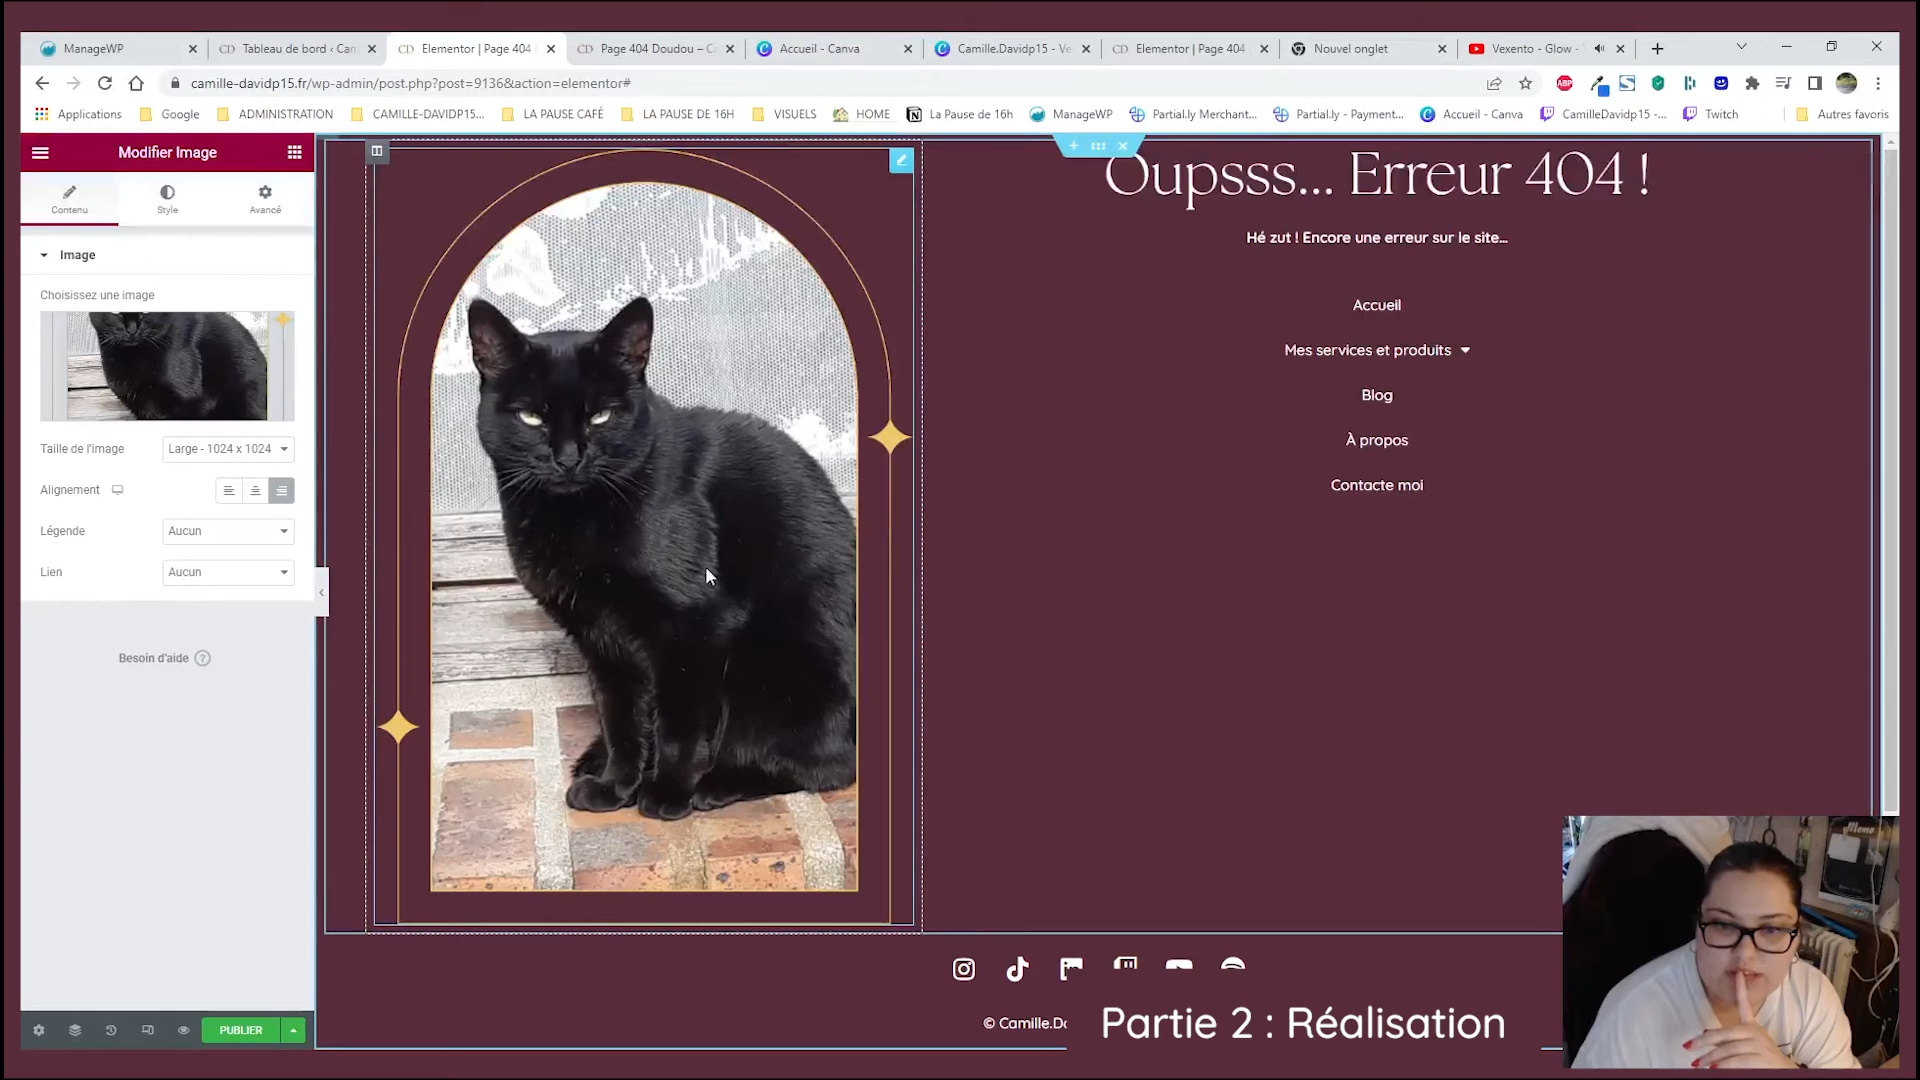 ManageWP
Tableau de bord ‹ Cam
Elementor | Page 404
Page 404 Doudou – C
Accueil - Canva
Camille.Davidp15 - Ve
Elementor | Page 404
Nouvel onglet
Vexento - Glow -
camille-davidp15.fr/wp-admin/post.php?post=9136&action=elementor#
Applications
Google
ADMINISTRATION
CAMILLE-DAVIDP15...
LA PAUSE CAFÉ
LA PAUSE DE 16H
VISUELS
HOME
La Pause de 16h
ManageWP
Partial.ly Merchant...
Partial.ly - Payment...
Accueil - Canva
CamilleDavidp15 -...
Twitch
Autres favoris
Modifier Image
Contenu
Style
Avancé
Image
Choisissez une image
Taille de l'image
Large - 1024 x 1024
Alignement
Légende
Aucun
Lien
Aucun
Besoin d'aide ?
PUBLIER
Oupsss... Erreur 404 !
Hé zut ! Encore une erreur sur le site...
Accueil
Mes services et produits
Blog
À propos
Contacte moi
© Camille.Da
Partie 2 : Réalisation